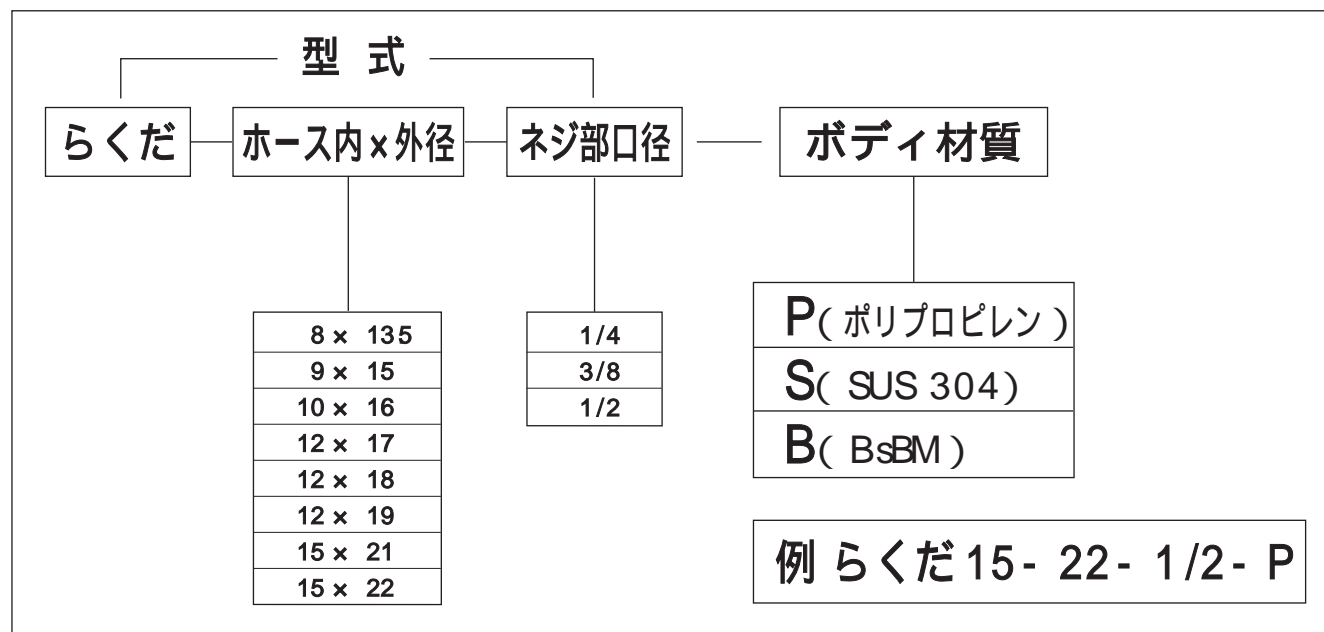 型 式
らくだ
ホース内×外径
ネジ部口径
ボディ材質
8 × 135
9 × 15
10 × 16
12 × 17
12 × 18
12 × 19
15 × 21
15 × 22
1/4
3/8
1/2
P(ポリプロピレン)
S( SUS 304)
B( BsBM)
例 らくだ 15- 22- 1/2- P